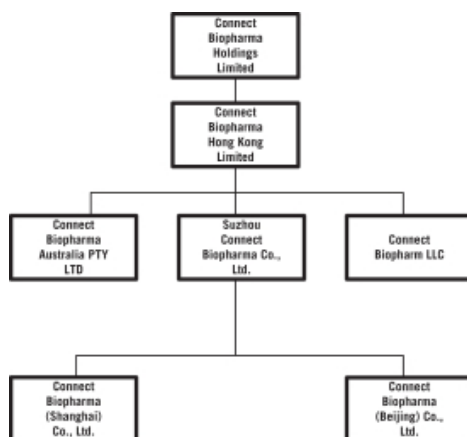 Connect
Biopharma
Holdings
Limited
Connect
Biopharma
Hong Kong
Limited
Connect
Biopharma
Australia PTY
LTD
Suzhou
Connect
Biopharma Co.,
Ltd.
Connect
Biopharm LLC
Connect
Biopharma
(Shanghai)
Co., Ltd.
Connect
Biopharma
(Beijing) Co.,
Ltd.